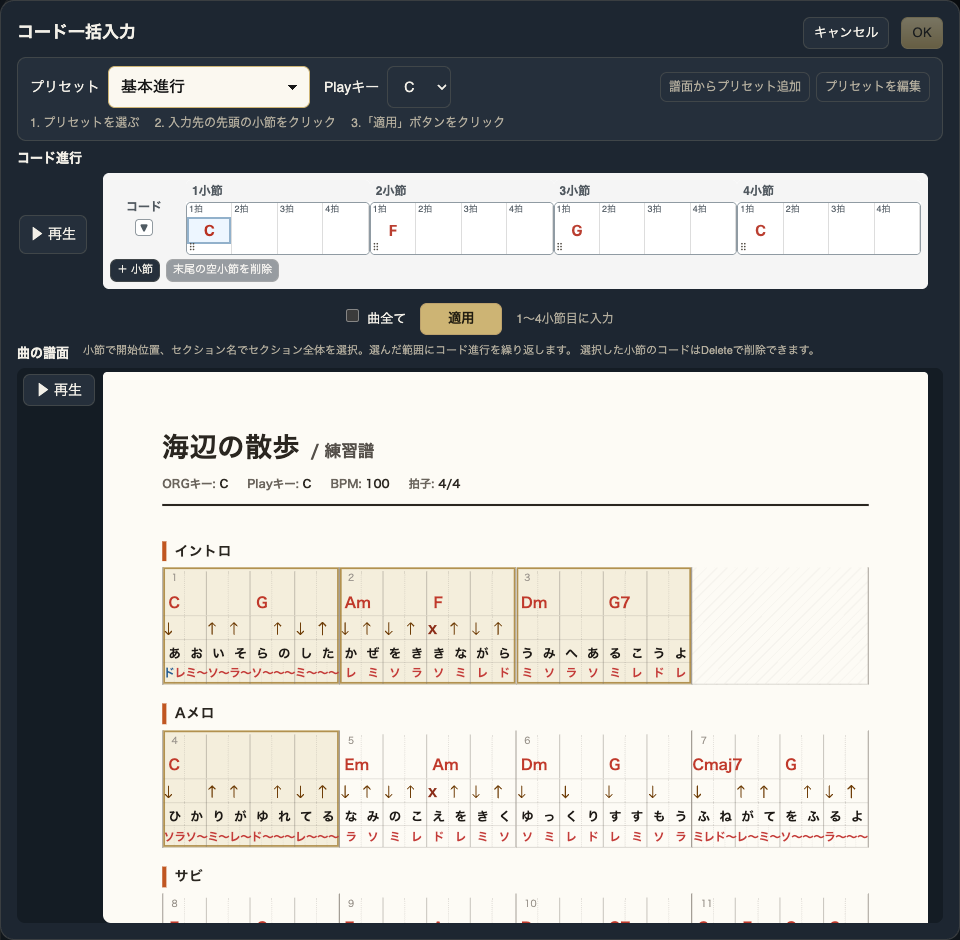 コード一括入力 キャンセル OK
プリセット 基本進行 Playキー C 譜面からプリセット追加 プリセットを編集
1. プリセットを選ぶ 2. 入力先の先頭の小節をクリック 3.「適用」ボタンをクリック
コード進行
1小節 2小節 3小節 4小節
▶ 再生 コード ▼ 1拍 2拍 3拍 4拍 1拍 2拍 3拍 4拍 1拍 2拍 3拍 4拍 1拍 2拍 3拍 4拍
C F G C
+ 小節 末尾の空小節を削除
曲全て 適用 1〜4小節目に入力
曲の譜面 小節で開始位置、セクション名でセクション全体を選択。選んだ範囲にコード進行を繰り返します。 選択した小節のコードはDeleteで削除できます。
▶ 再生
海辺の散歩 / 練習譜
ORGキー: C Playキー: C BPM: 100 拍子: 4/4
イントロ
1 2 3
C G Am F Dm G7
↓ ↑ ↑ ↑ ↓ ↑ ↓ ↑ ↓ ↑ x ↑ ↓ ↑
あ お い そ ら の し た か ぜ を き き な が ら う み へ あ る こ う よ
ドレミ〜ソ〜ラ〜ソ〜〜〜ミ〜〜〜 レ ミ ソ ラ ソ ミ レ ド ミ ソ ラ ソ ミ レ ド レ
Aメロ
4 5 6 7
C Em Am Dm G Cmaj7 G
↓ ↑ ↑ ↑ ↓ ↑ ↓ ↑ ↓ ↑ x ↑ ↓ ↑ ↓ ↓ ↓ ↓ ↓ ↑ ↑ ↑ ↓ ↑
ひ か り が ゆ れ て る な み の こ え を き く ゆ っ く り す す も う ふ ね が て を ふ る よ
ソラソ〜ミ〜レ〜ド〜〜〜レ〜〜〜 ラ ソ ミ レ ド レ ミ ソ ソ ミ レ ド レ ミ ソ ラ ミレド〜レ〜ミ〜ソ〜〜〜ラ〜〜〜
サビ
8 9 10 11